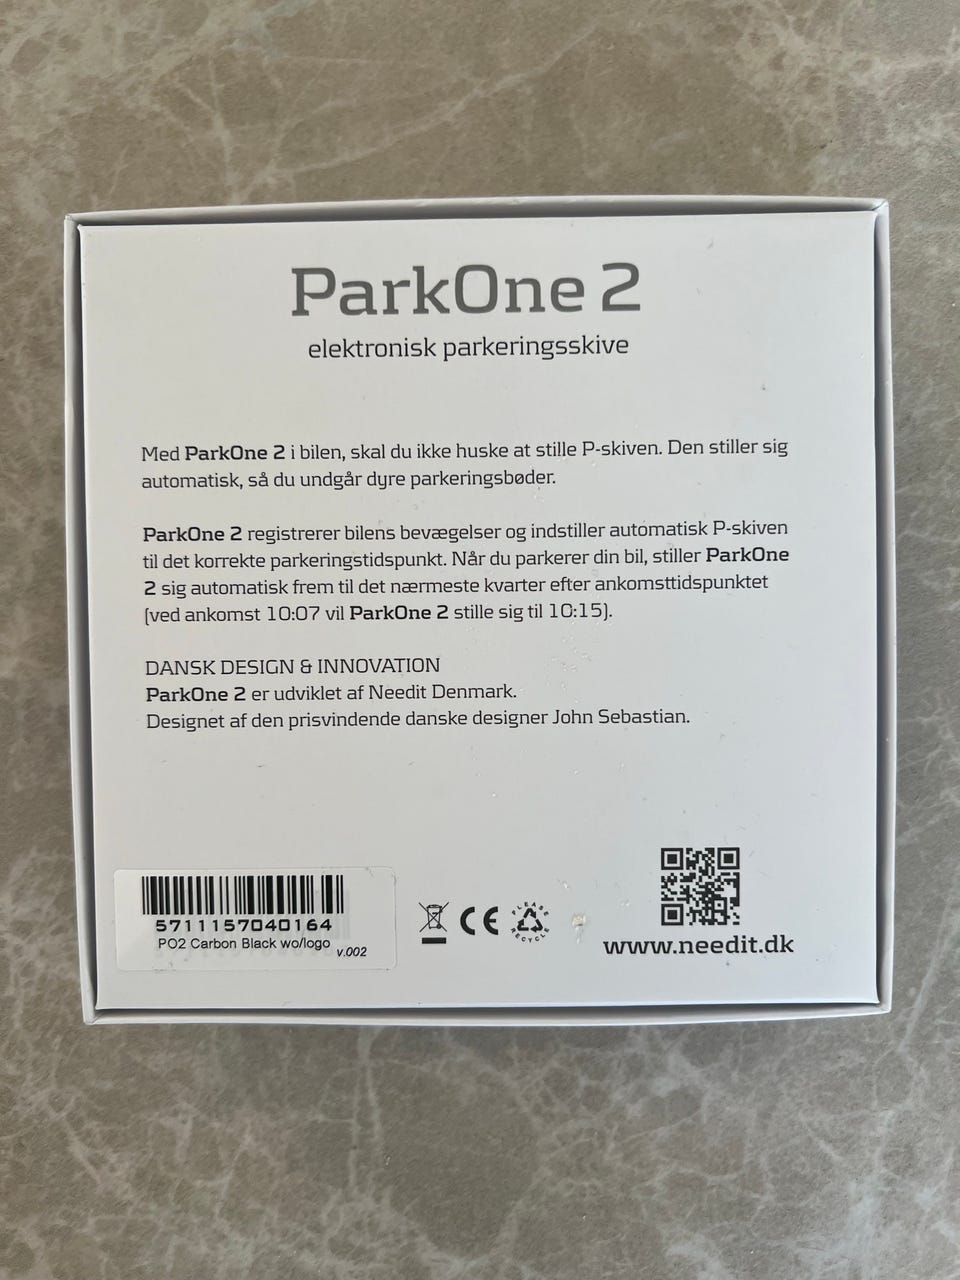 ParkOne 2
elektronisk parkeringsskive
Med ParkOne 2 i bilen, skal du ikke huske at stille P-skiven. Den stiller sig
automatisk, så du undgår dyre parkeringsbøder.
ParkOne 2 registrerer bilens bevægelser og indstiller automatisk P-skiven
til det korrekte parkeringstidspunkt. Når du parkerer din bil, stiller ParkOne
2 sig automatisk frem til det nærmeste kvarter efter ankomsttidspunktet
(ved ankomst 10:07 vil ParkOne 2 stille sig til 10:15).
DANSK DESIGN & INNOVATION
ParkOne 2 er udviklet af Needit Denmark.
Designet af den prisvindende danske designer John Sebastian.
5711157040164
PO2 Carbon Black wo/logo
v.002
CE
PLEASE
RECYCLE
www.needit.dk